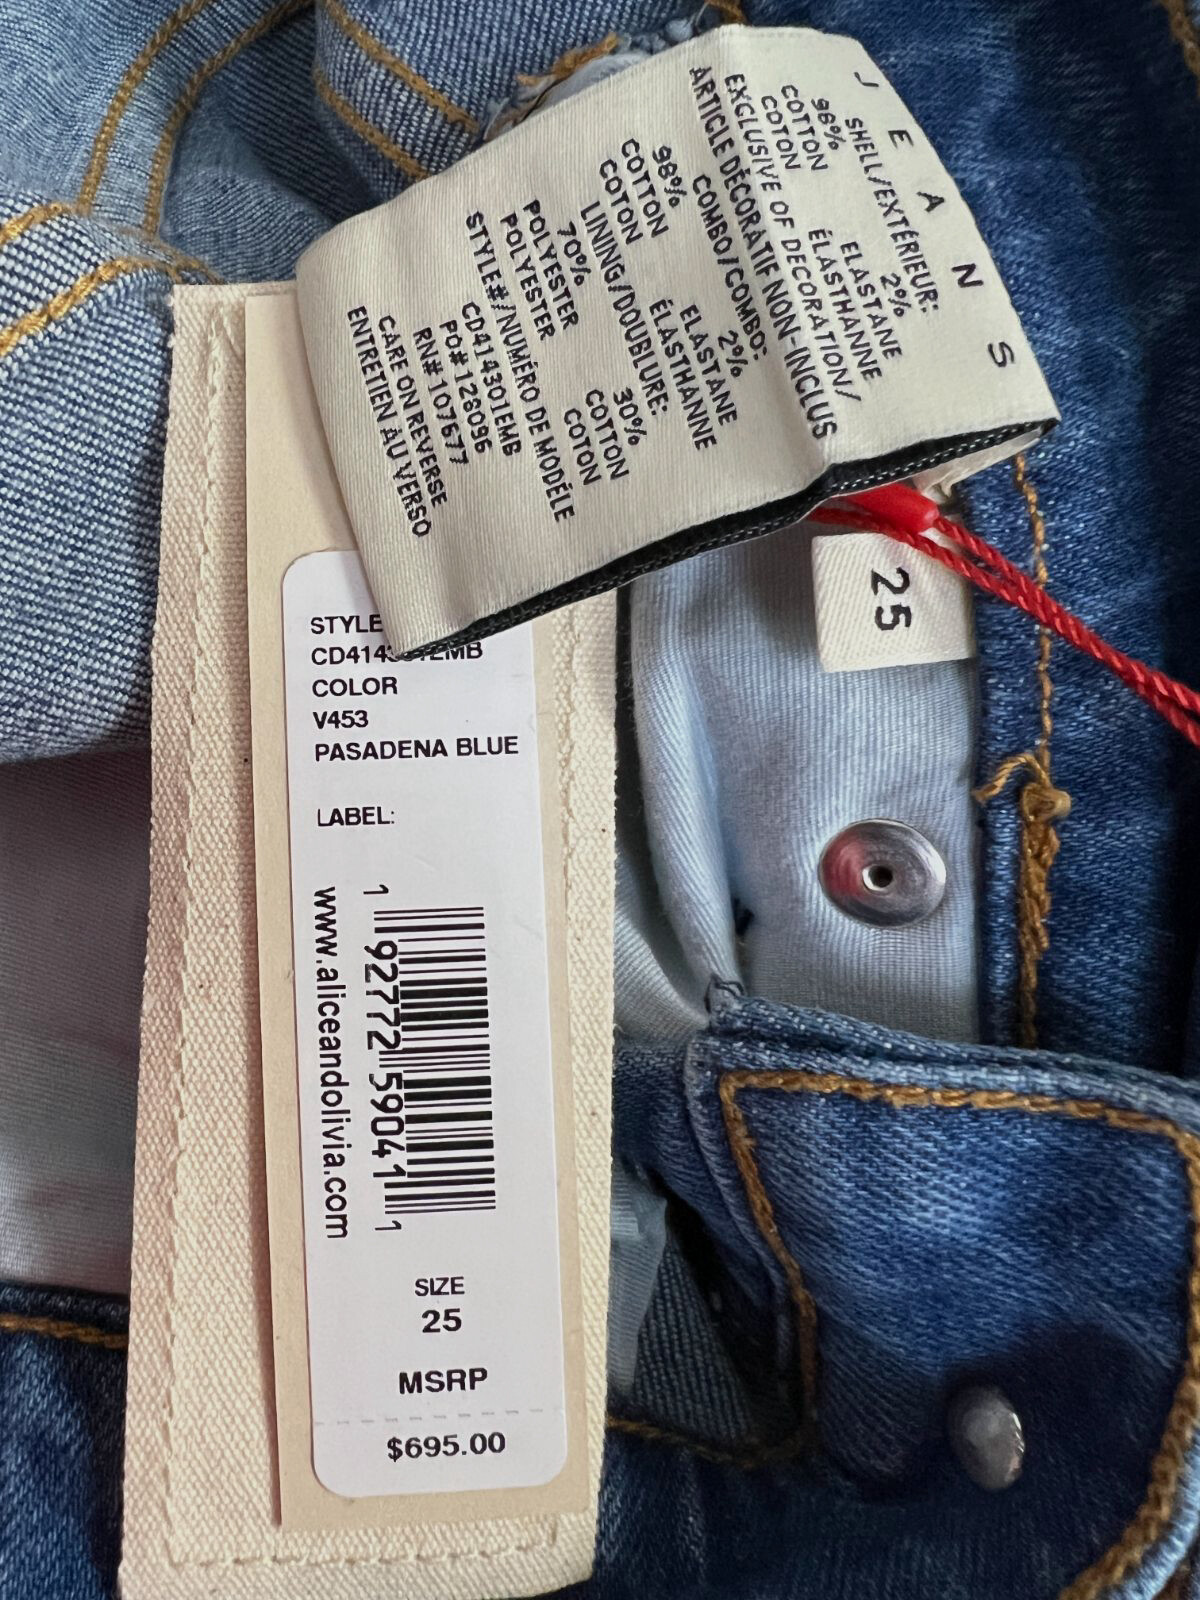 J E A N S
SHELL/EXTÉRIEUR:
98% 2%
COTTON ELASTANE
COTON ÉLASTHANNE
EXCLUSIVE OF DECORATION/
ARTICLE DÉCORATIF NON-INCLUS
COMBO/COMBO:
98% 2%
COTTON ELASTANE
COTON ÉLASTHANNE
LINING/DOUBLURE:
70% 30%
POLYESTER COTTON
POLYESTER COTON
STYLE#/NUMÉRO DE MODÈLE
CD414301EMB
PO#128096
RN#107677
CARE ON REVERSE
ENTRETIEN AU VERSO
25
STYLE
CD414301EMB
COLOR
V453
PASADENA BLUE
LABEL:
1 92772 59041 1
www.aliceandolivia.com
SIZE
25
MSRP
$695.00